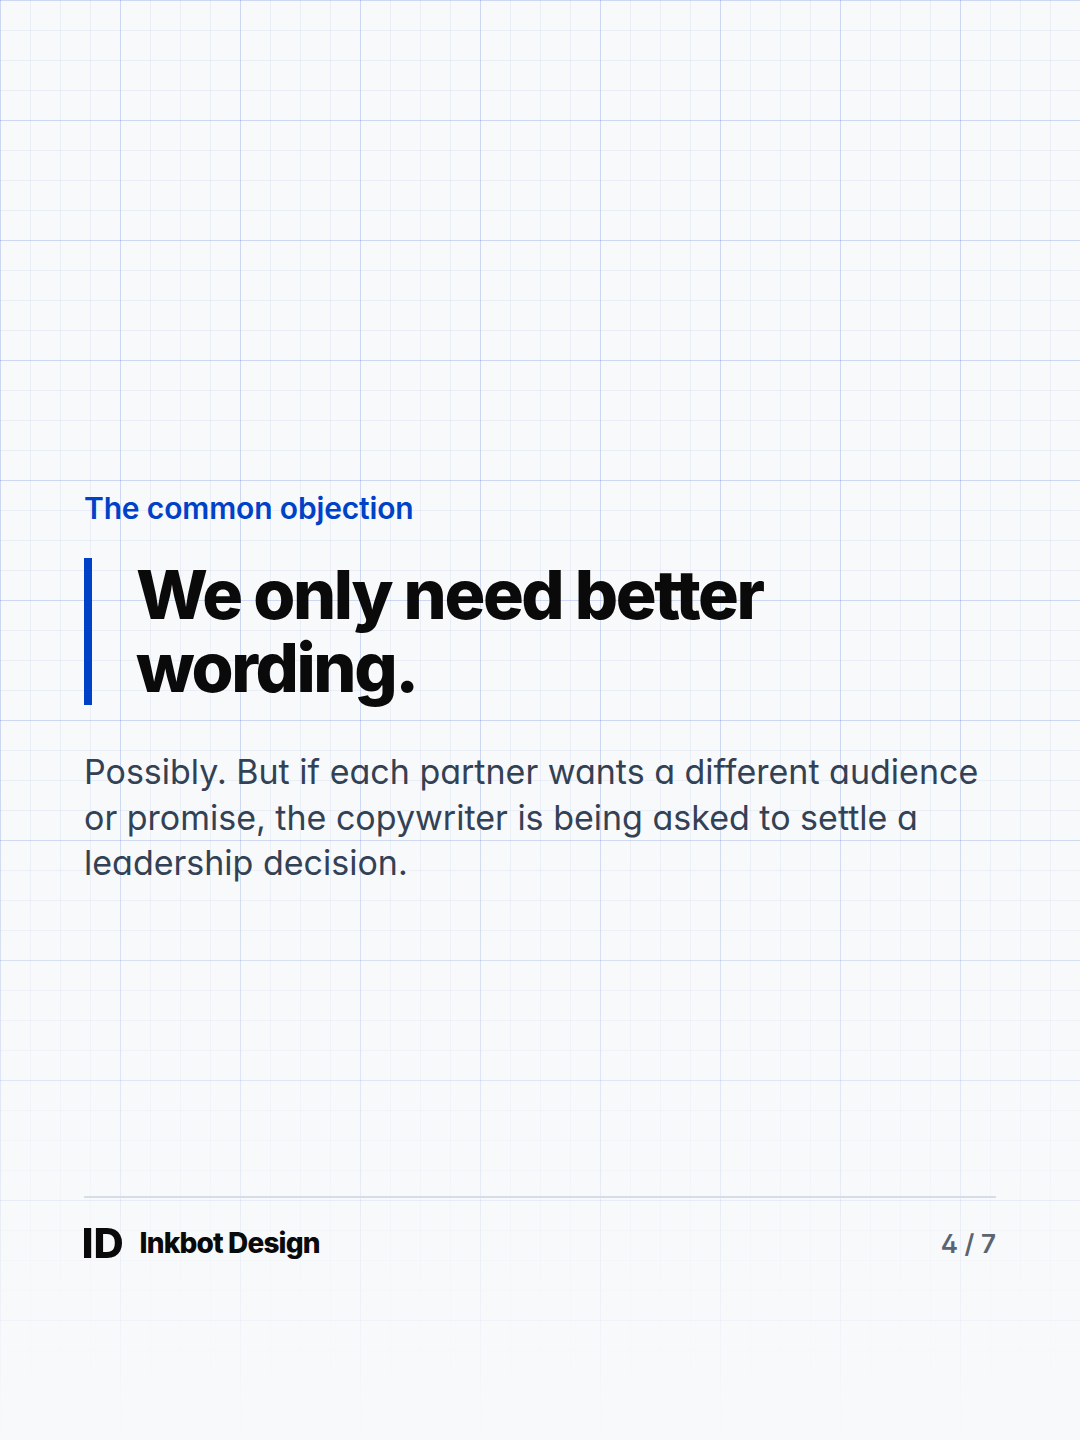 The common objection
We only need better
wording.
Possibly. But if each partner wants a different audience
or promise, the copywriter is being asked to settle a
leadership decision.
ID Inkbot Design
4 / 7